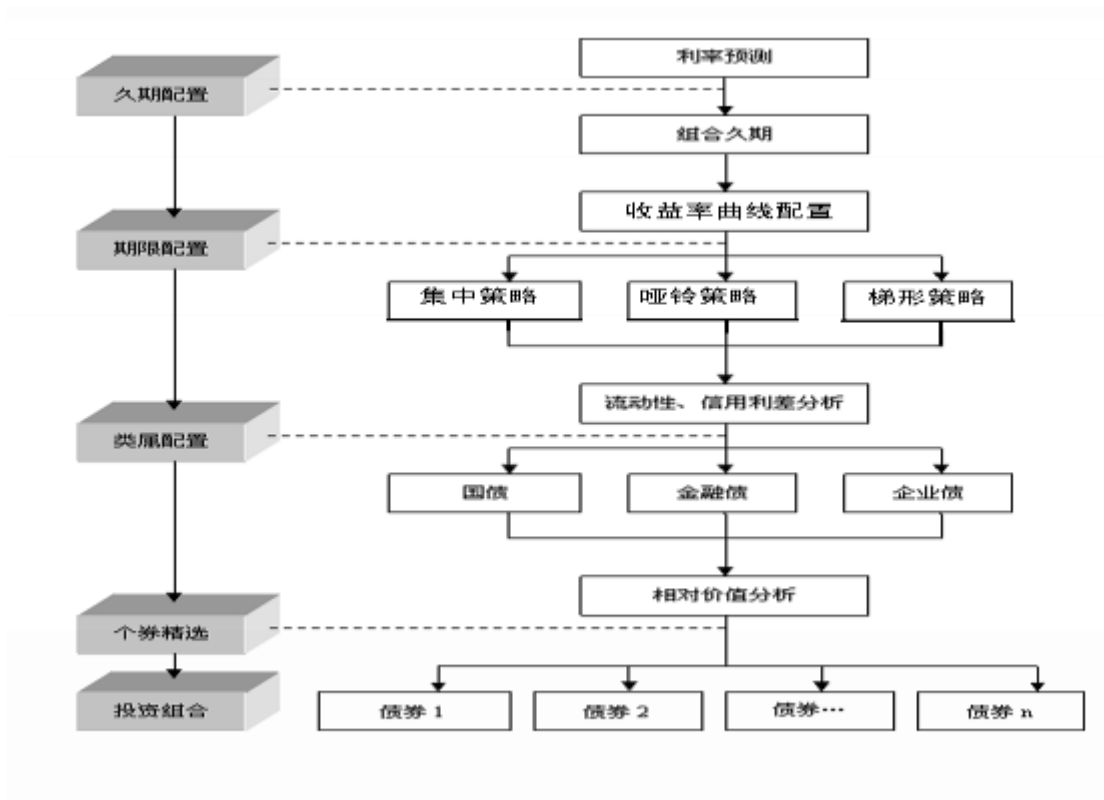 利率预测
久期配置
组合久期
收益率曲线配置
期限配置
集中策略
哑铃策略
梯形策略
流动性、信用利差分析
类属配置
国债
金融债
企业债
相对价值分析
个券精选
投资组合
债券 1
债券 2
债券…
债券 n